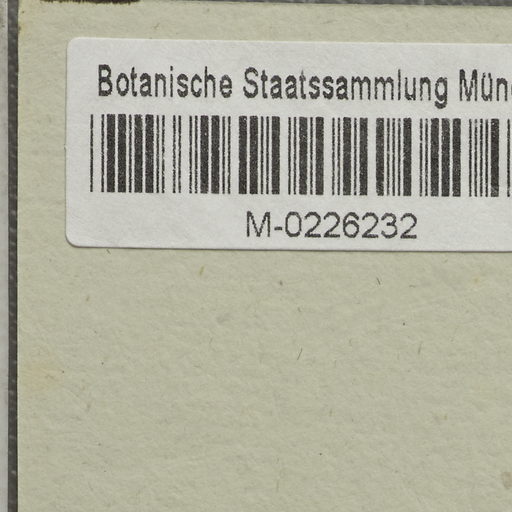 Botanische Staatssammlung Mün
M-0226232